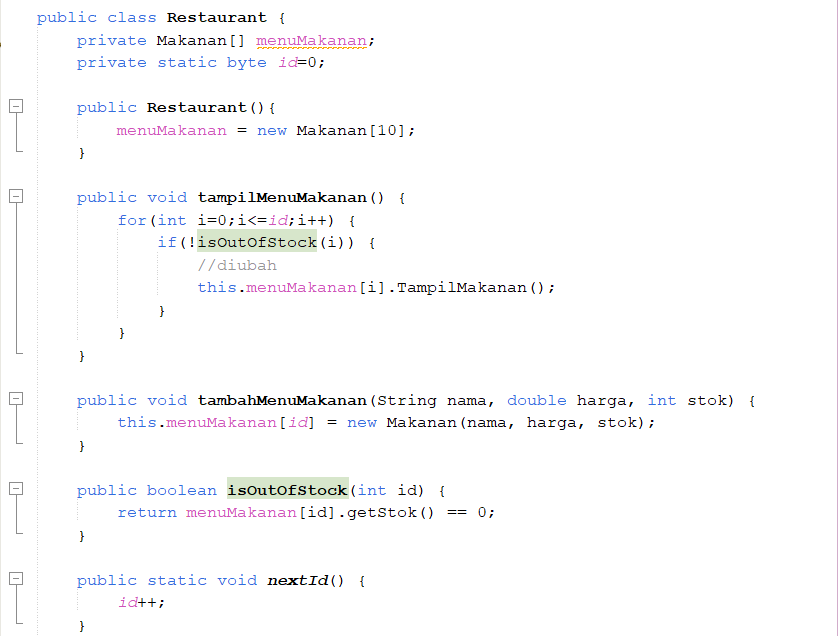 public class Restaurant {
    private Makanan[] menuMakanan;
    private static byte id=0;
    public Restaurant(){
        menuMakanan = new Makanan[10];
    }
    public void tampilMenuMakanan() {
        for(int i=0;i<=id;i++) {
            if(!isOutOfStock(i)) {
                //diubah
                this.menuMakanan[i].TampilMakanan();
            }
        }
    }
    public void tambahMenuMakanan(String nama, double harga, int stok) {
        this.menuMakanan[id] = new Makanan(nama, harga, stok);
    }
    public boolean isOutOfStock(int id) {
        return menuMakanan[id].getStok() == 0;
    }
    public static void nextId() {
        id++;
    }